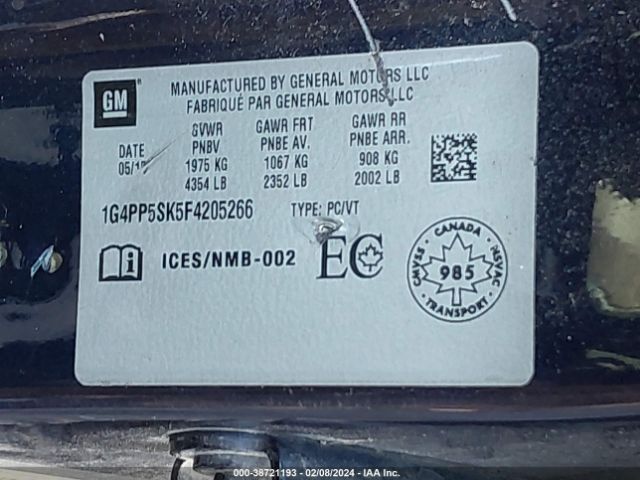 GM
MANUFACTURED BY GENERAL MOTORS LLC
FABRIQUÉ PAR GENERAL MOTORS LLC
DATE
GVWR
PNBV
1975 KG
4354 LB
GAWR FRT
PNBE AV.
1067 KG
2352 LB
GAWR RR
PNBE ARR.
908 KG
2002 LB
1G4PP5SK5F4205266 TYPE: PC/VT
i ICES/NMB-002 EC
CANADA
CMVSS 985 NSVAC
TRANSPORT
000-38721193 - 02/08/2024 - IAA Inc.